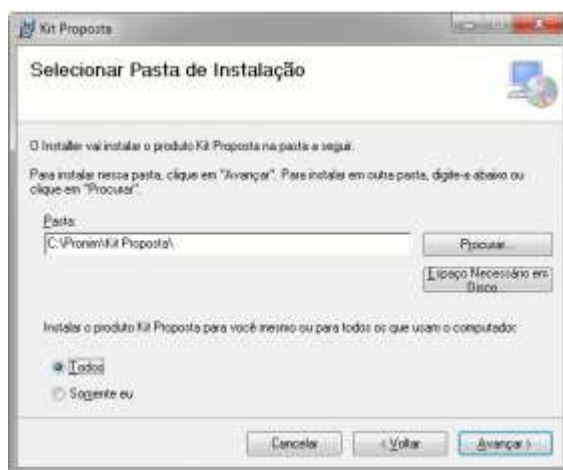 Kit Proposta
Selecionar Pasta de Instalação
O Installer vai instalar o produto Kit Proposta na pasta a seguir.
Para instalar nessa pasta, clique em "Avançar". Para instalar em outra pasta, digite-a abaixo ou
clique em "Procurar".
Pasta:
C:\Pronim\Kit Proposta\
Procurar...
Espaço Necessário em
Disco...
Instalar o produto Kit Proposta para você mesmo ou para todos os que usam o computador:
Todos
Somente eu
Cancelar
< Voltar
Avançar >